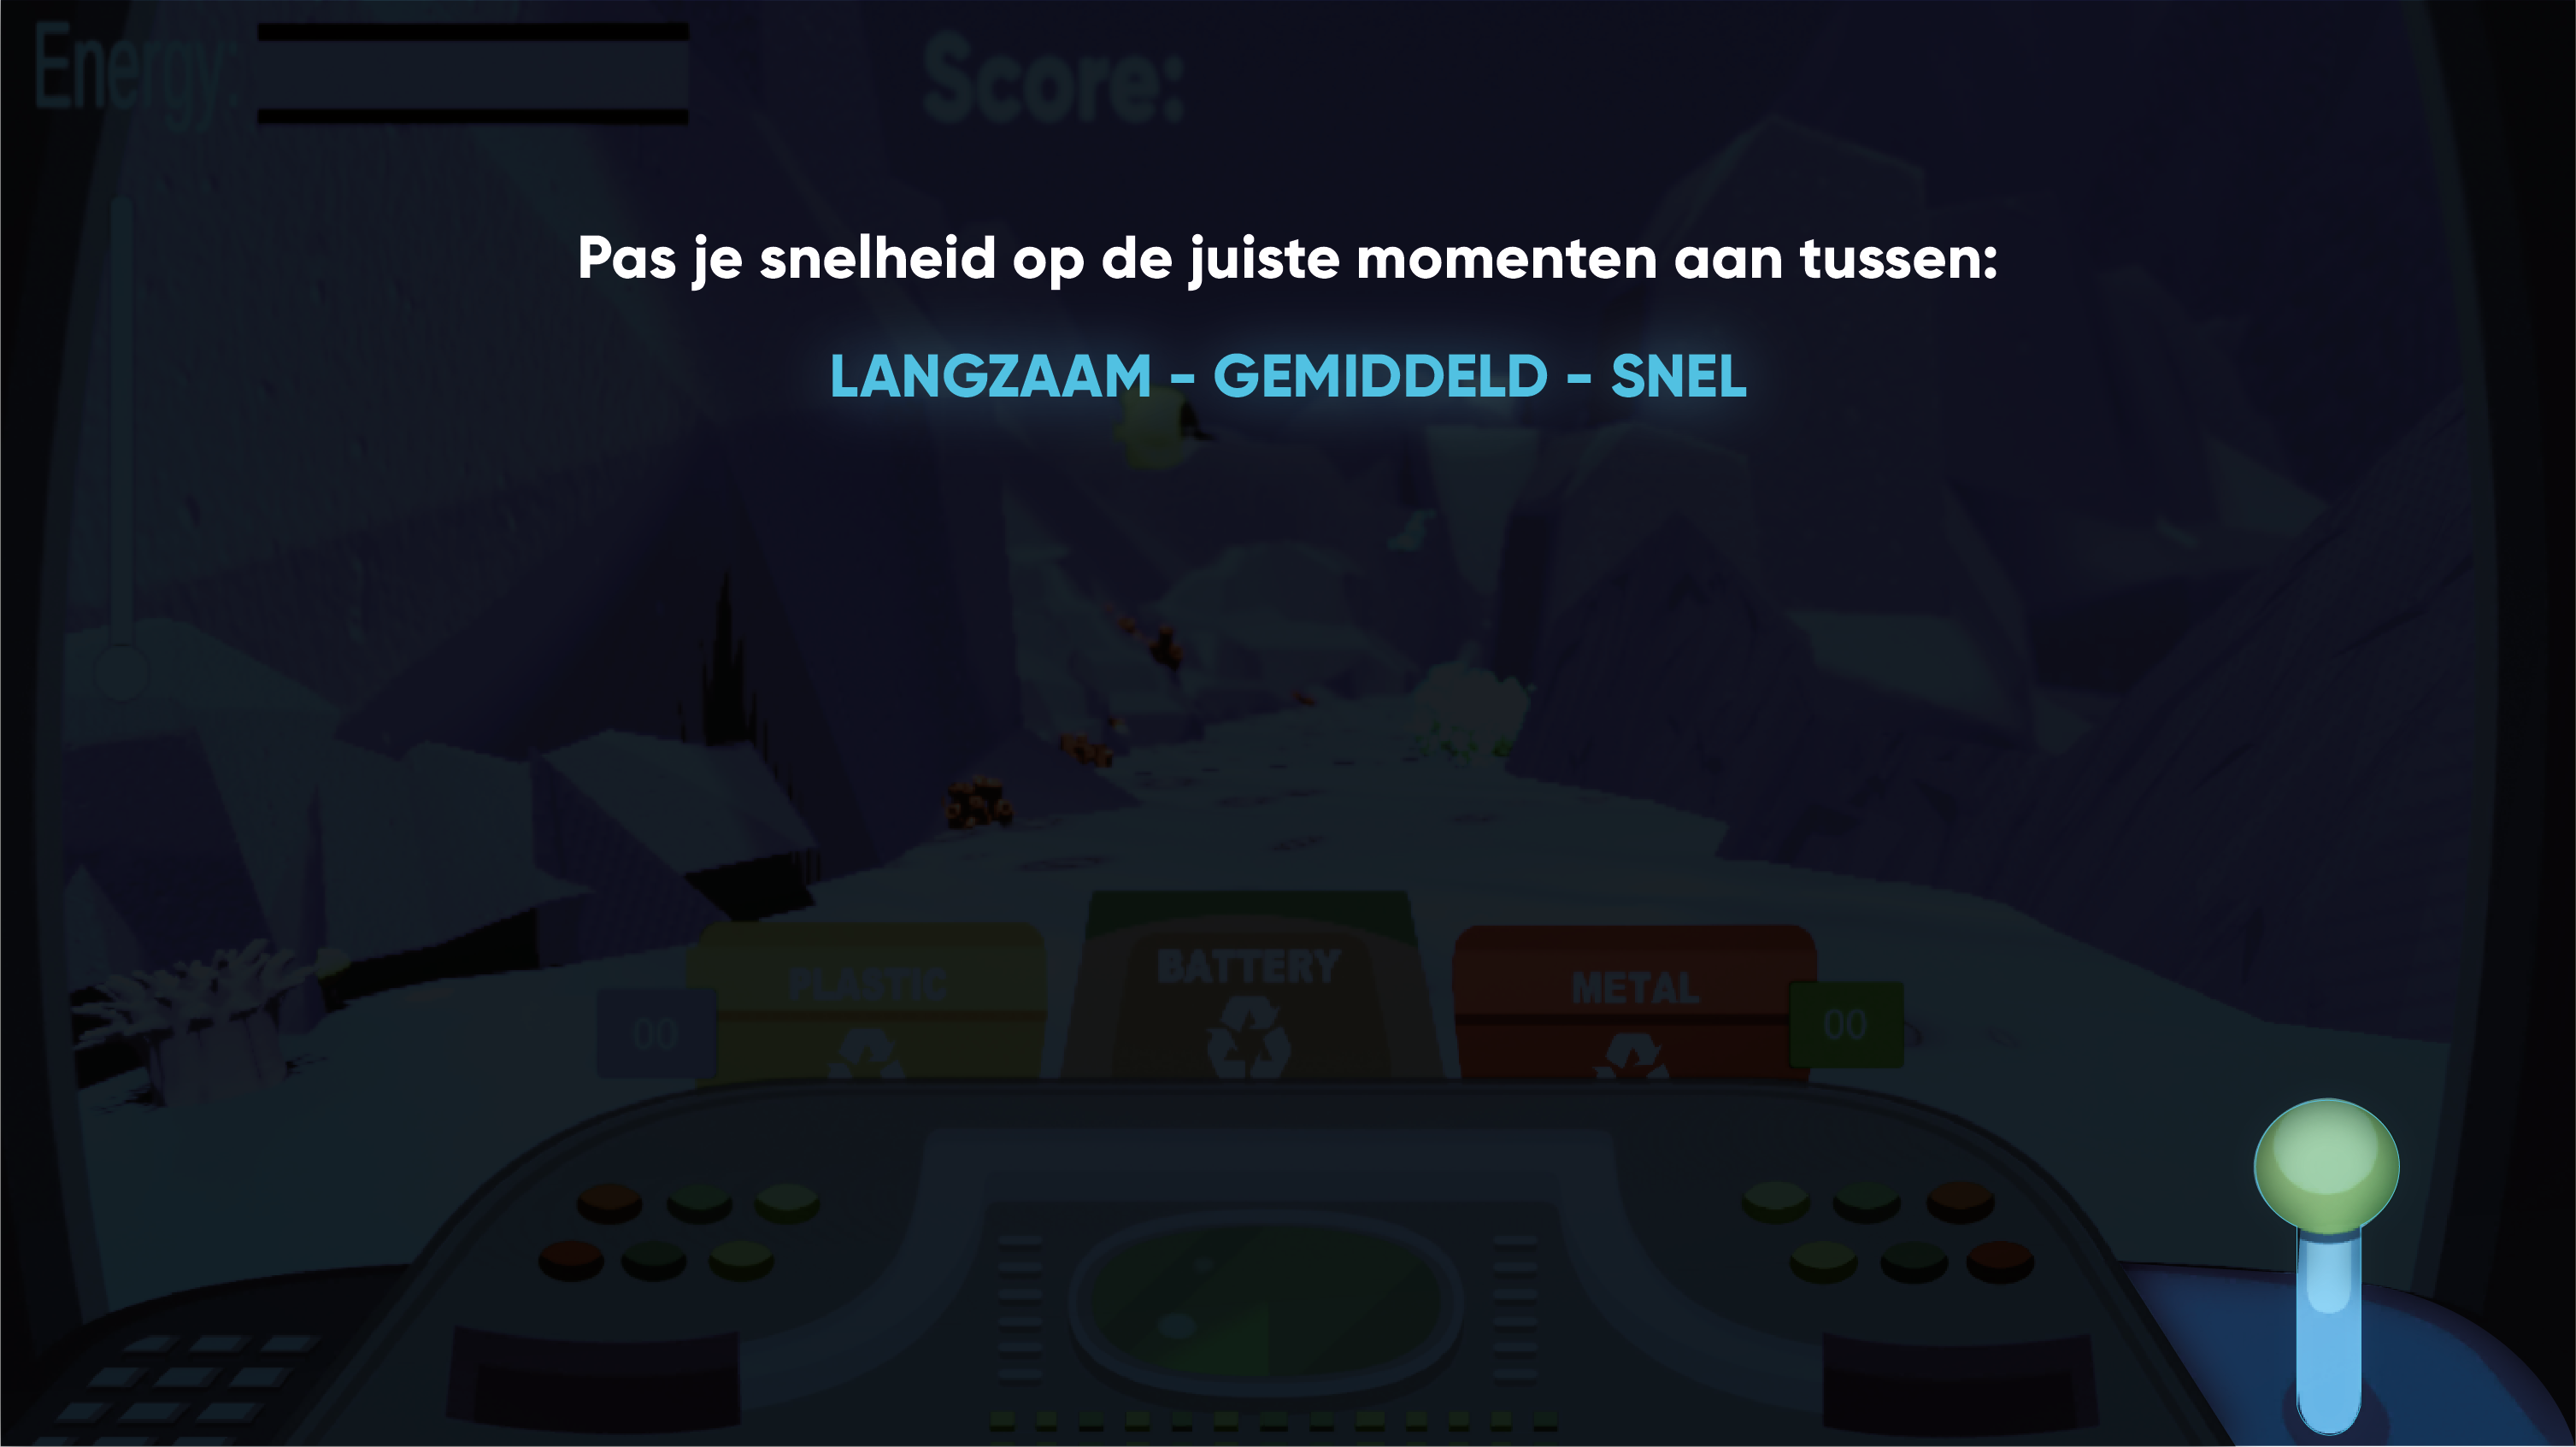 Energy:
Score:
Pas je snelheid op de juiste momenten aan tussen:
LANGZAAM - GEMIDDELD - SNEL
PLASTIC
BATTERY
METAL
00
00